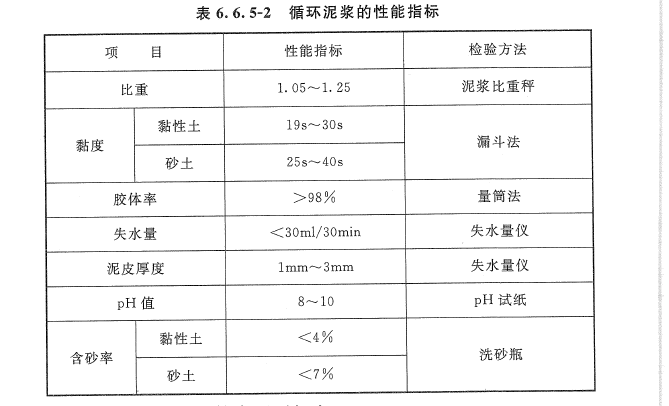 表 6.6.5-2 循环泥浆的性能指标
项 目 性能指标 检验方法
比重 1.05～1.25 泥浆比重秤
黏度 黏性土 19s～30s 漏斗法
砂土 25s～40s
胶体率 >98% 量筒法
失水量 <30ml/30min 失水量仪
泥皮厚度 1mm～3mm 失水量仪
pH 值 8～10 pH 试纸
含砂率 黏性土 <4% 洗砂瓶
砂土 <7%